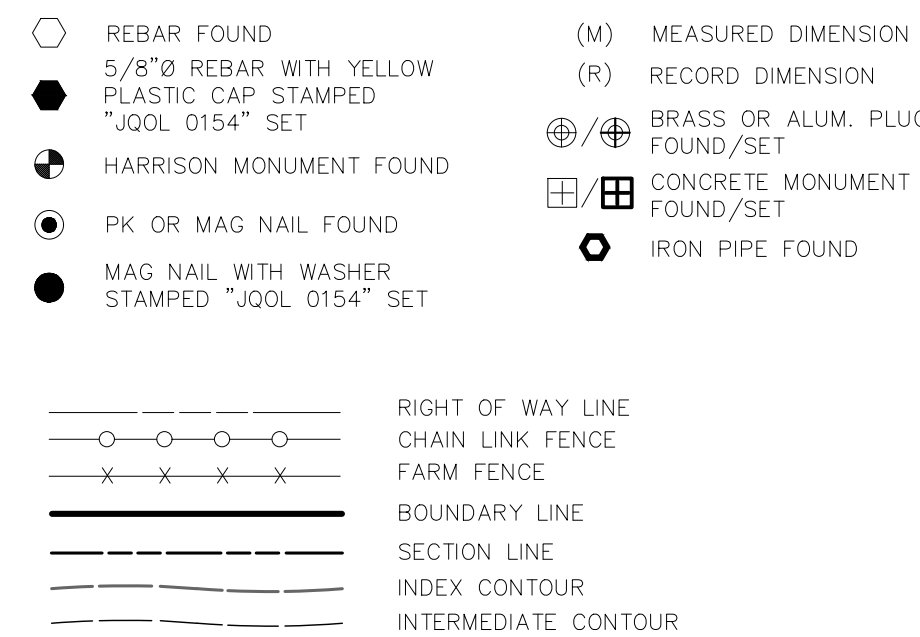 REBAR FOUND
5/8"Ø REBAR WITH YELLOW
PLASTIC CAP STAMPED
"JQOL 0154" SET
HARRISON MONUMENT FOUND
PK OR MAG NAIL FOUND
MAG NAIL WITH WASHER
STAMPED "JQOL 0154" SET
(M) MEASURED DIMENSION
(R) RECORD DIMENSION
BRASS OR ALUM. PLUG
FOUND/SET
CONCRETE MONUMENT
FOUND/SET
IRON PIPE FOUND
RIGHT OF WAY LINE
CHAIN LINK FENCE
FARM FENCE
BOUNDARY LINE
SECTION LINE
INDEX CONTOUR
INTERMEDIATE CONTOUR